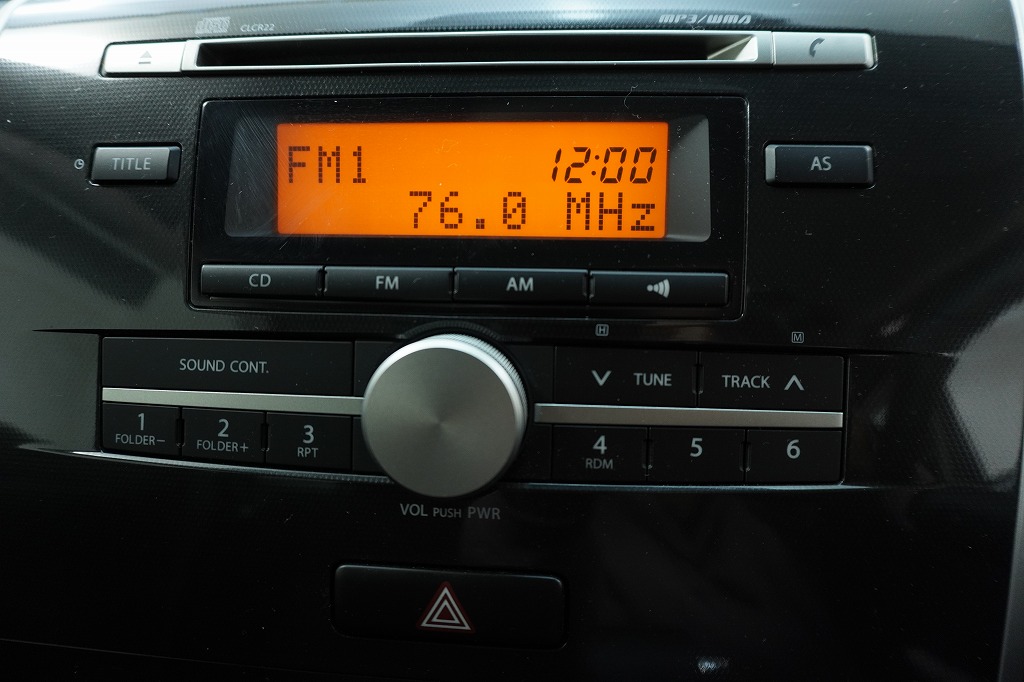 CLCR22
MP3/WMA
TITLE
FM1 12:00
76.0 MHz
AS
CD FM AM
H M
SOUND CONT.
TUNE TRACK
1 2 3
FOLDER− FOLDER+ RPT
4 5 6
RDM
VOL PUSH PWR